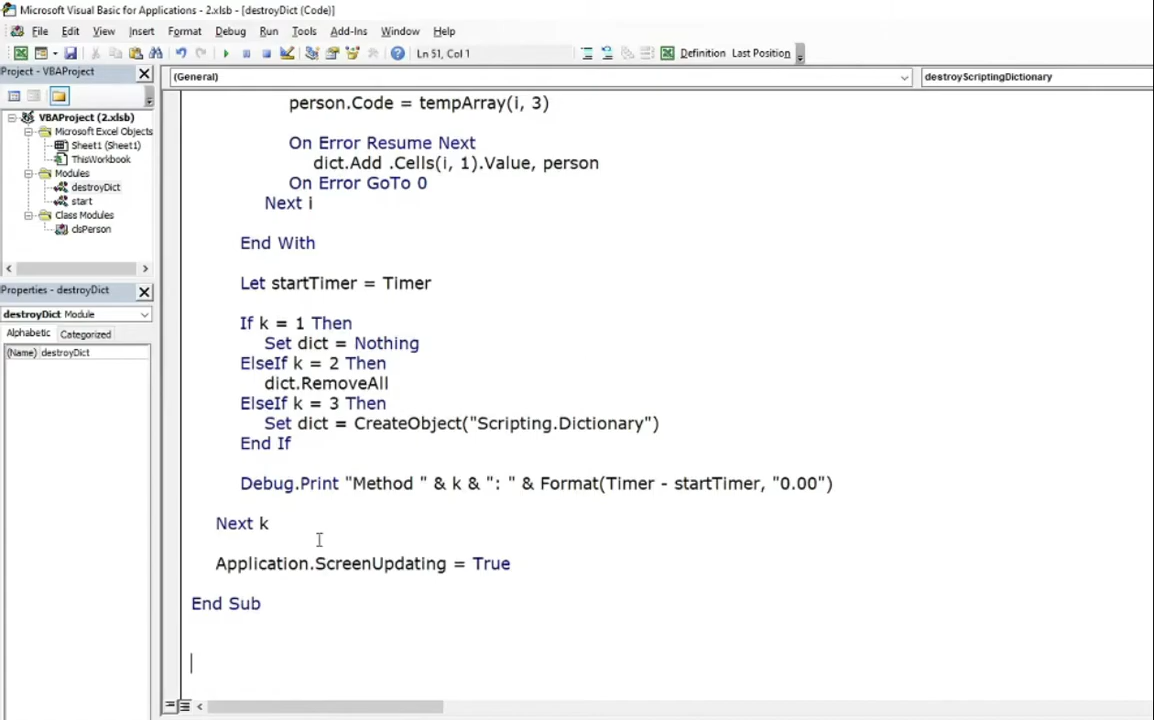 Microsoft Visual Basic for Applications - 2.xlsb - [destroyDict (Code)]
File Edit View Insert Format Debug Run Tools Add-Ins Window Help
Ln 51, Col 1
Definition Last Position
Project - VBAProject
(General)
destroyScriptingDictionary
VBAProject (2.xlsb)
Microsoft Excel Objects
Sheet1 (Sheet1)
ThisWorkbook
Modules
destroyDict
start
Class Modules
clsPerson
Properties - destroyDict
destroyDict Module
Alphabetic Categorized
(Name) destroyDict
person.Code = tempArray(i, 3)
On Error Resume Next
dict.Add .Cells(i, 1).Value, person
On Error GoTo 0
Next i
End With
Let startTimer = Timer
If k = 1 Then
Set dict = Nothing
ElseIf k = 2 Then
dict.RemoveAll
ElseIf k = 3 Then
Set dict = CreateObject("Scripting.Dictionary")
End If
Debug.Print "Method " & k & ": " & Format(Timer - startTimer, "0.00")
Next k
Application.ScreenUpdating = True
End Sub